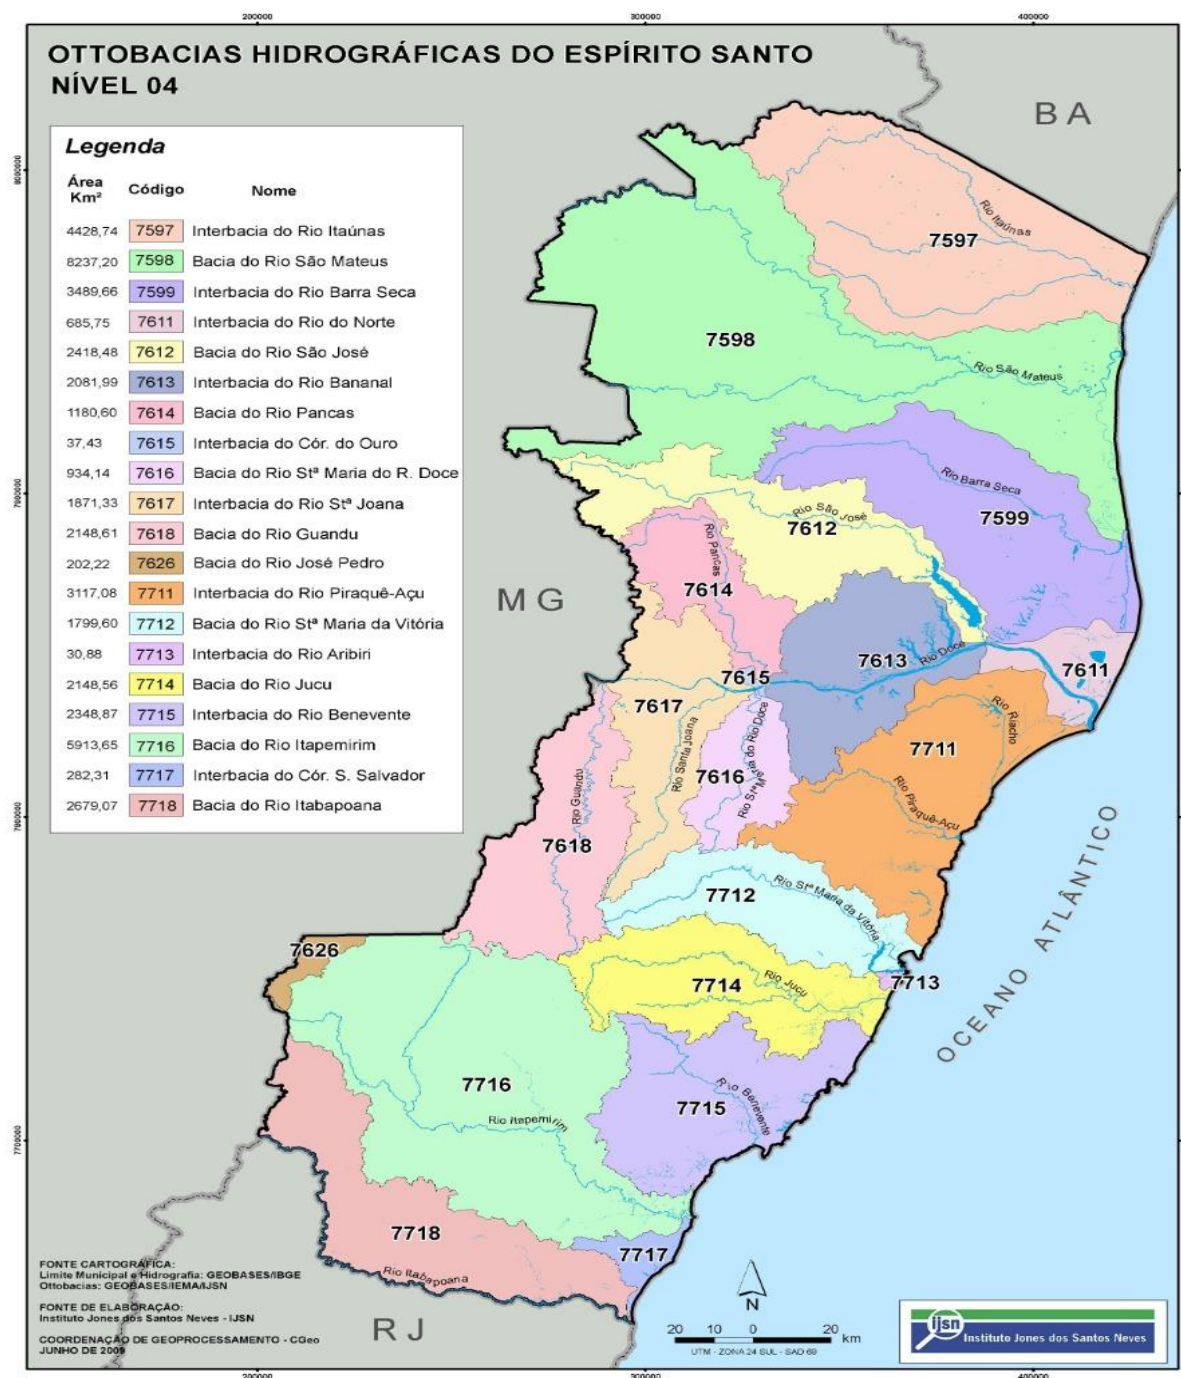 200000 300000 400000
OTTOBACIAS HIDROGRÁFICAS DO ESPÍRITO SANTO
NÍVEL 04
Legenda
Área Km² Código Nome
4428,74 7597 Interbacia do Rio Itaúnas
8237,20 7598 Bacia do Rio São Mateus
3489,66 7599 Interbacia do Rio Barra Seca
685,75 7611 Interbacia do Rio do Norte
2418,48 7612 Bacia do Rio São José
2081,99 7613 Interbacia do Rio Bananal
1180,60 7614 Bacia do Rio Pancas
37,43 7615 Interbacia do Cór. do Ouro
934,14 7616 Bacia do Rio Stª Maria do R. Doce
1871,33 7617 Interbacia do Rio Stª Joana
2148,61 7618 Bacia do Rio Guandu
202,22 7626 Bacia do Rio José Pedro
3117,08 7711 Interbacia do Rio Piraquê-Açu
1799,60 7712 Bacia do Rio Stª Maria da Vitória
30,88 7713 Interbacia do Rio Aribiri
2148,56 7714 Bacia do Rio Jucu
2348,87 7715 Interbacia do Rio Benevente
5913,65 7716 Bacia do Rio Itapemirim
282,31 7717 Interbacia do Cór. S. Salvador
2679,07 7718 Bacia do Rio Itabapoana
BA
8000000
Rio Itaúnas
7597
7598
Rio São Mateus
Rio Barra Seca
7900000
7599
Rio São José
7612
Rio Pancas
7614
MG
7613
Rio Doce
7611
7615
7617
Rio Santa Joana
Rio Stª Maria do Rio Doce
7616
Rio Riacho
7711
Rio Piraquê-Açu
Rio Guandu
7618
7800000
OCEANO ATLÂNTICO
7712
Rio Stª Maria da Vitória
7626
7713
7714
Rio Jucu
7716
Rio Itapemirim
7715
Rio Benevente
7700000
7718
7717
Rio Itabapoana
RJ
FONTE CARTOGRÁFICA:
Limite Municipal e Hidrografia: GEOBASES/IBGE
Ottobacias: GEOBASES/IEMA/IJSN
FONTE DE ELABORAÇÃO:
Instituto Jones dos Santos Neves - IJSN
COORDENAÇÃO DE GEOPROCESSAMENTO - CGeo
JUNHO DE 2009
N
20 10 0 20 km
UTM - ZONA 24 SUL - SAD 69
ijsn Instituto Jones dos Santos Neves
200000 300000 400000